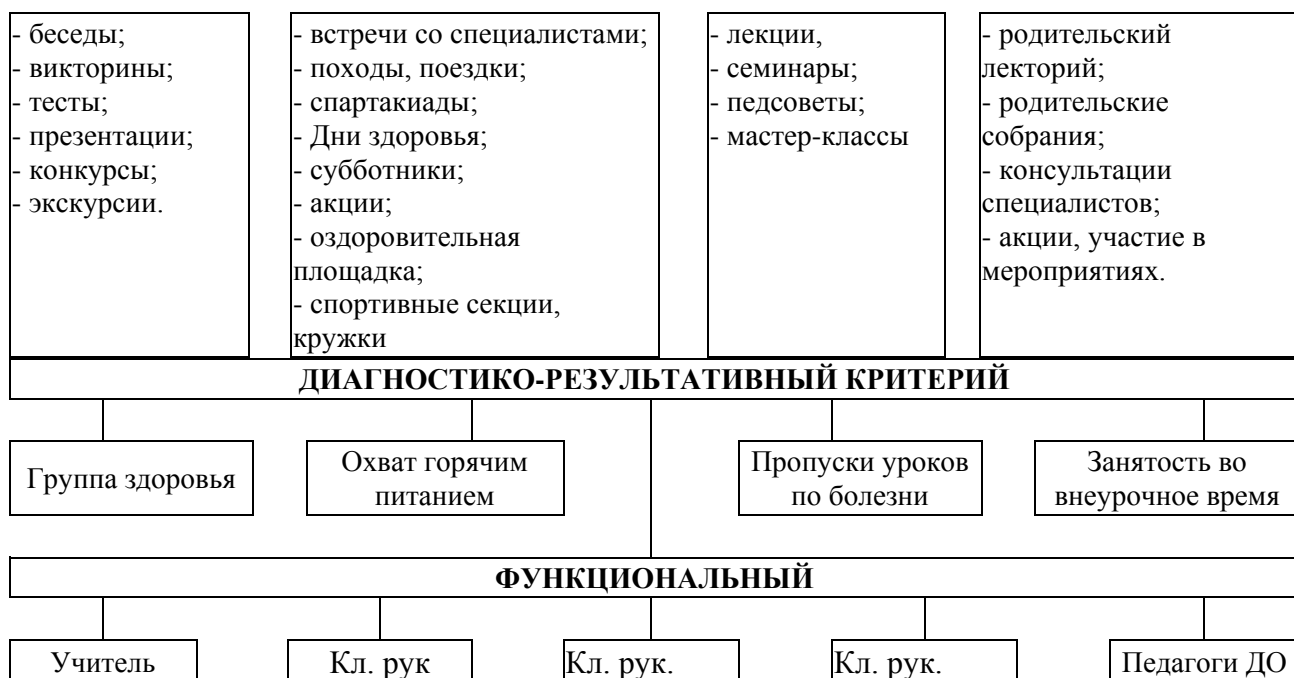 - беседы;
- викторины;
- тесты;
- презентации;
- конкурсы;
- экскурсии.
- встречи со специалистами;
- походы, поездки;
- спартакиады;
- Дни здоровья;
- субботники;
- акции;
- оздоровительная
площадка;
- спортивные секции,
кружки
- лекции,
- семинары;
- педсоветы;
- мастер-классы
- родительский
лекторий;
- родительские
собрания;
- консультации
специалистов;
- акции, участие в
мероприятиях.
ДИАГНОСТИКО-РЕЗУЛЬТАТИВНЫЙ КРИТЕРИЙ
Группа здоровья
Охват горячим
питанием
Пропуски уроков
по болезни
Занятость во
внеурочное время
ФУНКЦИОНАЛЬНЫЙ
Учитель
Кл. рук
Кл. рук.
Кл. рук.
Педагоги ДО